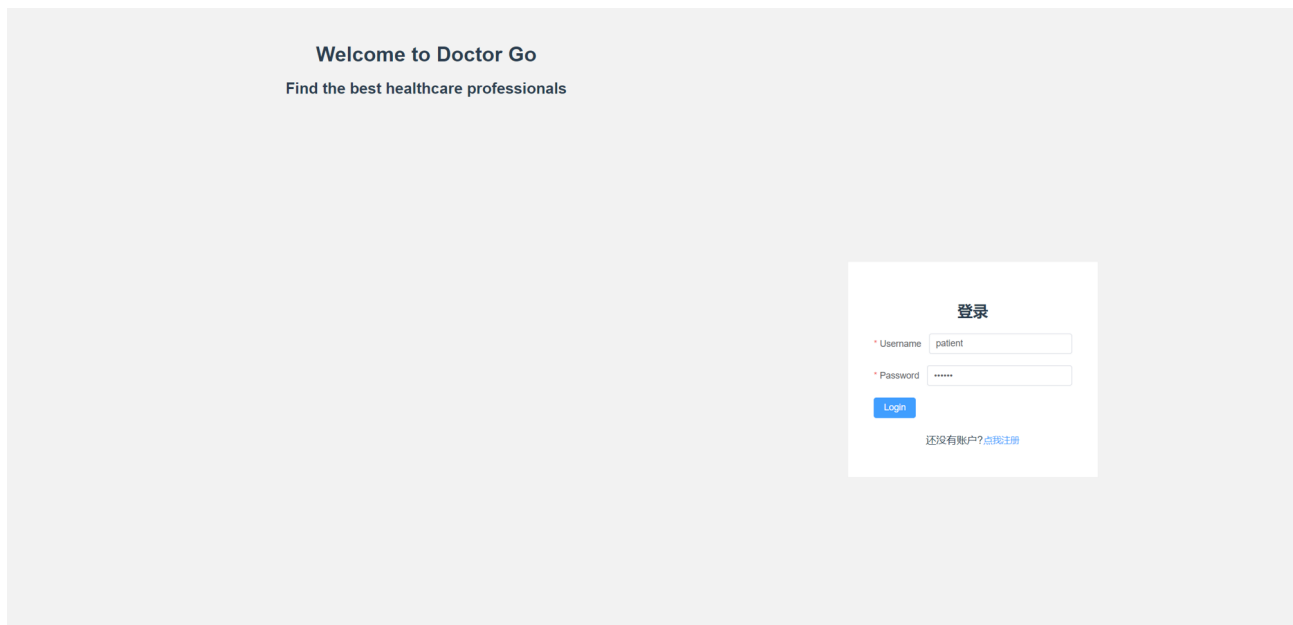 Welcome to Doctor Go
Find the best healthcare professionals
登录
* Username patient
* Password ••••••
Login
还没有账户?点我注册